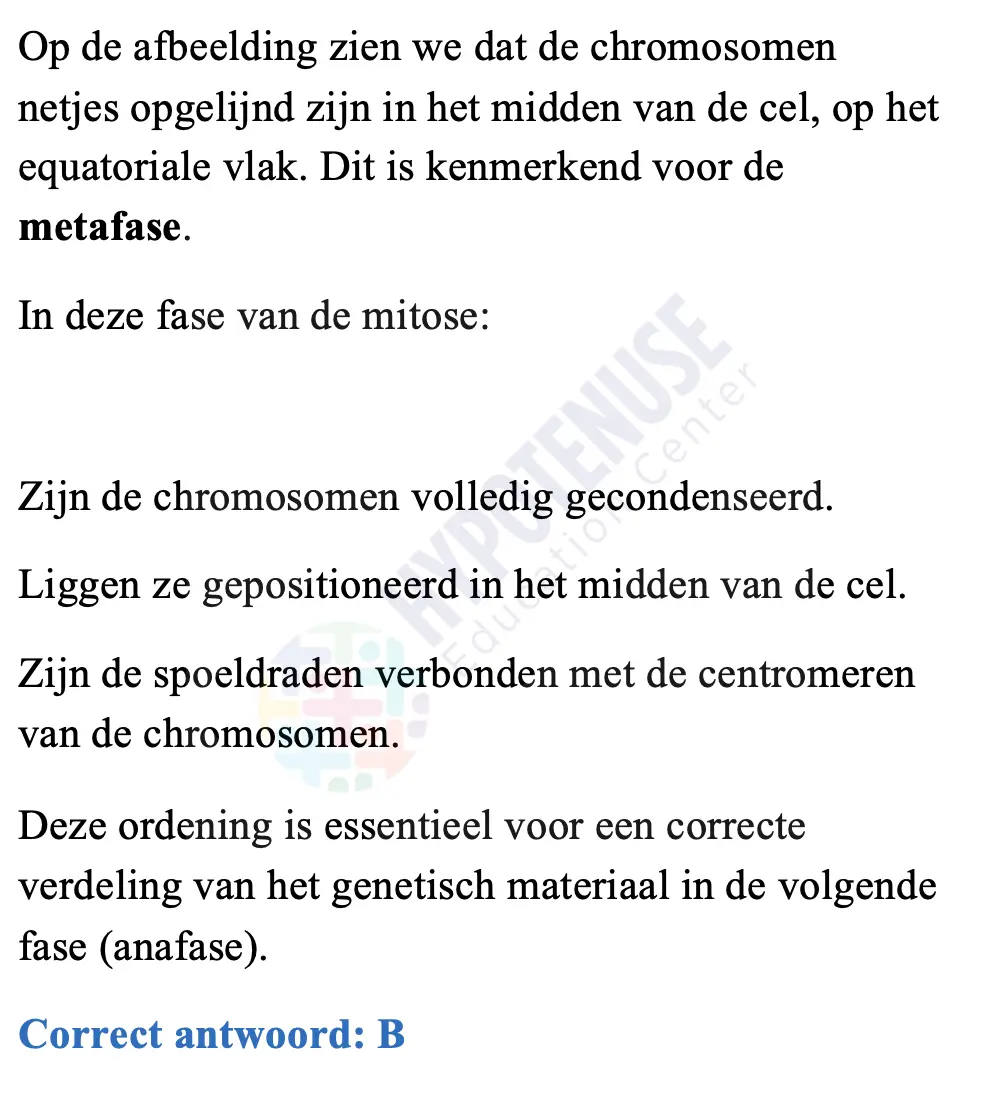 Op de afbeelding zien we dat de chromosomen
netjes opgelijnd zijn in het midden van de cel, op het
equatoriale vlak. Dit is kenmerkend voor de
metafase.
In deze fase van de mitose:
Zijn de chromosomen volledig gecondenseerd.
Liggen ze gepositioneerd in het midden van de cel.
Zijn de spoeldraden verbonden met de centromeren
van de chromosomen.
Deze ordening is essentieel voor een correcte
verdeling van het genetisch materiaal in de volgende
fase (anafase).
Correct antwoord: B
HYPOTENUSE
Education Center